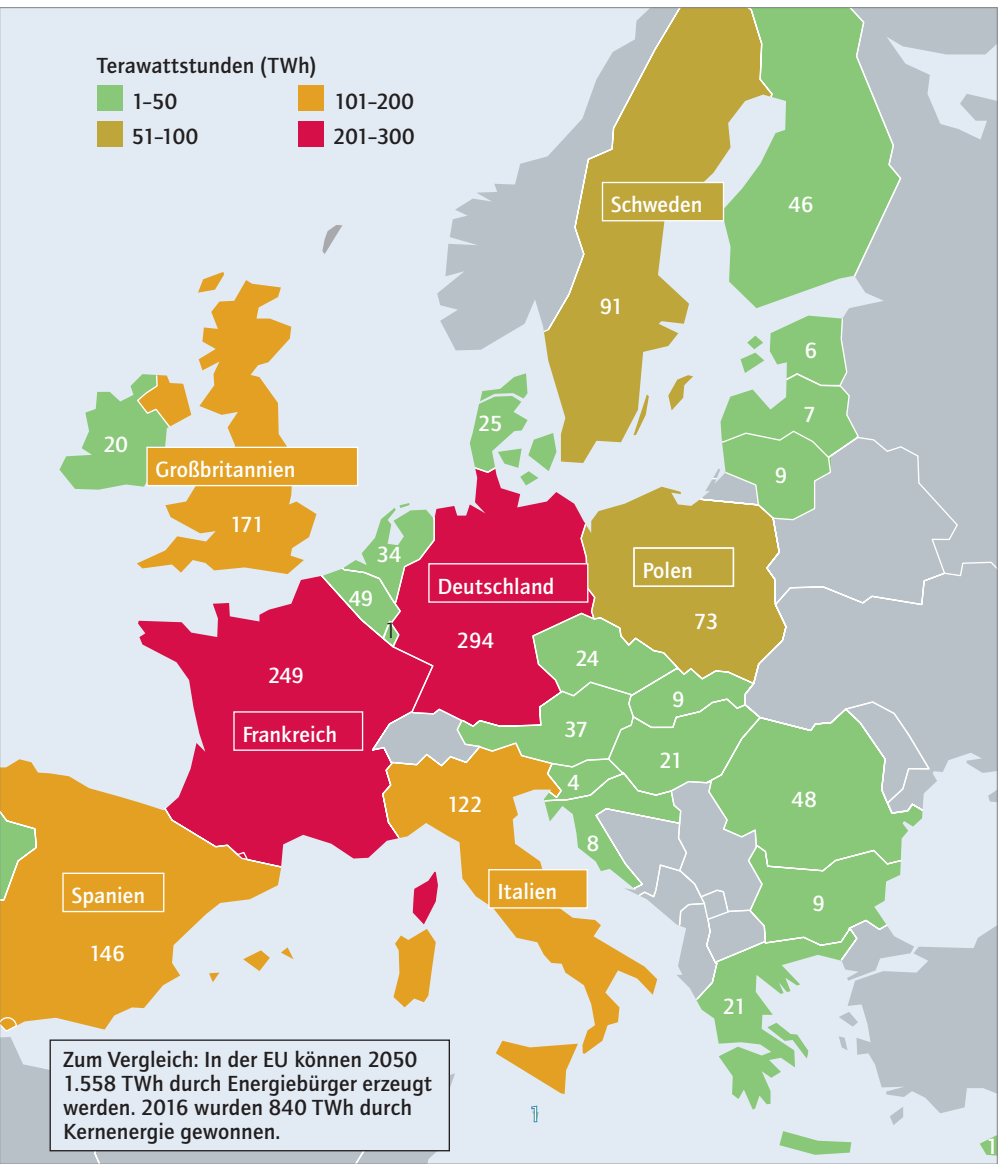 Terawattstunden (TWh)
1–50
101–200
51–100
201–300
Schweden
46
91
6
7
25
20
9
Großbritannien
171
34
Deutschland
Polen
49
1
294
73
249
24
9
Frankreich
37
21
4
122
48
8
Spanien
Italien
9
146
21
Zum Vergleich: In der EU können 2050
1.558 TWh durch Energiebürger erzeugt
werden. 2016 wurden 840 TWh durch
Kernenergie gewonnen.
1
1